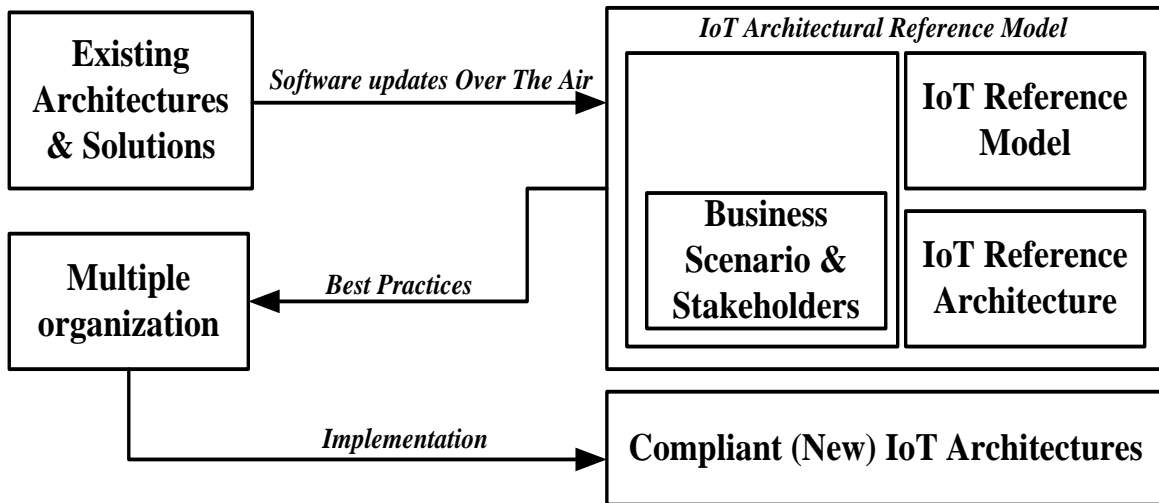 Existing
Architectures
& Solutions
Software updates Over The Air
IoT Architectural Reference Model
Business
Scenario &
Stakeholders
IoT Reference
Model
IoT Reference
Architecture
Multiple
organization
Best Practices
Implementation
Compliant (New) IoT Architectures